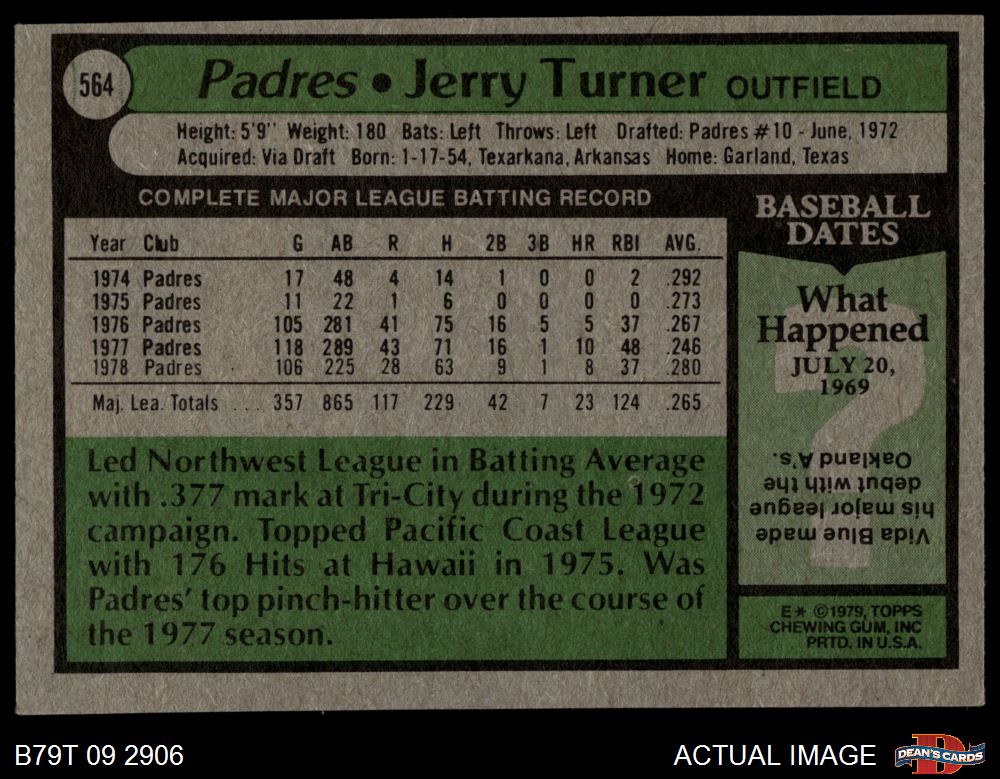 564
Padres • Jerry Turner OUTFIELD
Height: 5'9" Weight: 180 Bats: Left Throws: Left Drafted: Padres #10 - June, 1972
Acquired: Via Draft Born: 1-17-54, Texarkana, Arkansas Home: Garland, Texas
COMPLETE MAJOR LEAGUE BATTING RECORD
Year Club G AB R H 2B 3B HR RBI AVG.
1974 Padres 17 48 4 14 1 0 0 2 .292
1975 Padres 11 22 1 6 0 0 0 0 .273
1976 Padres 105 281 41 75 16 5 5 37 .267
1977 Padres 118 289 43 71 16 1 10 48 .246
1978 Padres 106 225 28 63 9 1 8 37 .280
Maj. Lea. Totals ... 357 865 117 229 42 7 23 124 .265
Led Northwest League in Batting Average
with .377 mark at Tri-City during the 1972
campaign. Topped Pacific Coast League
with 176 Hits at Hawaii in 1975. Was
Padres' top pinch-hitter over the course of
the 1977 season.
BASEBALL
DATES
What
Happened
JULY 20,
1969
?
Vida Blue made
his major league
debut with the
Oakland A's.
E* ©1979, TOPPS
CHEWING GUM, INC
PRTD. IN U.S.A.
B79T 09 2906
ACTUAL IMAGE
D
DEAN'S CARDS